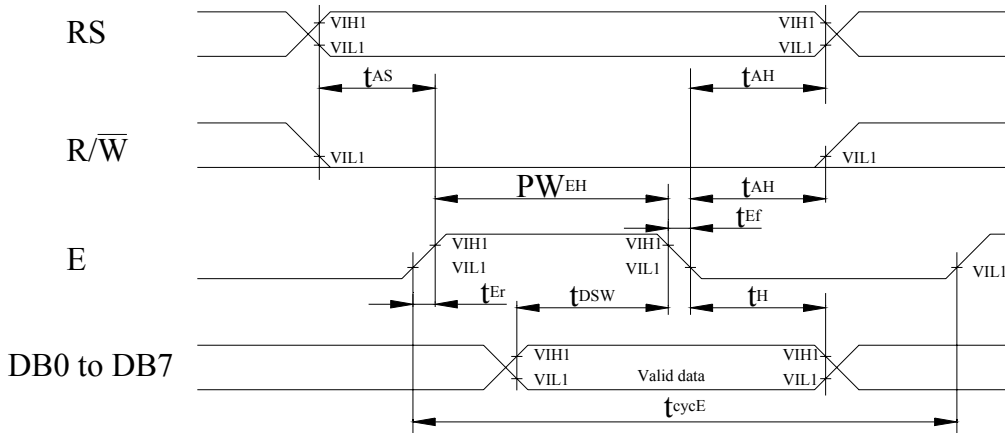 RS
VIH1
VIL1
VIH1
VIL1
tAS
tAH
R/W̅
VIL1
VIL1
PWEH
tAH
tEf
E
VIH1
VIL1
VIH1
VIL1
VIL1
tEr
tDSW
tH
DB0 to DB7
VIH1
VIL1
Valid data
VIH1
VIL1
tcycE